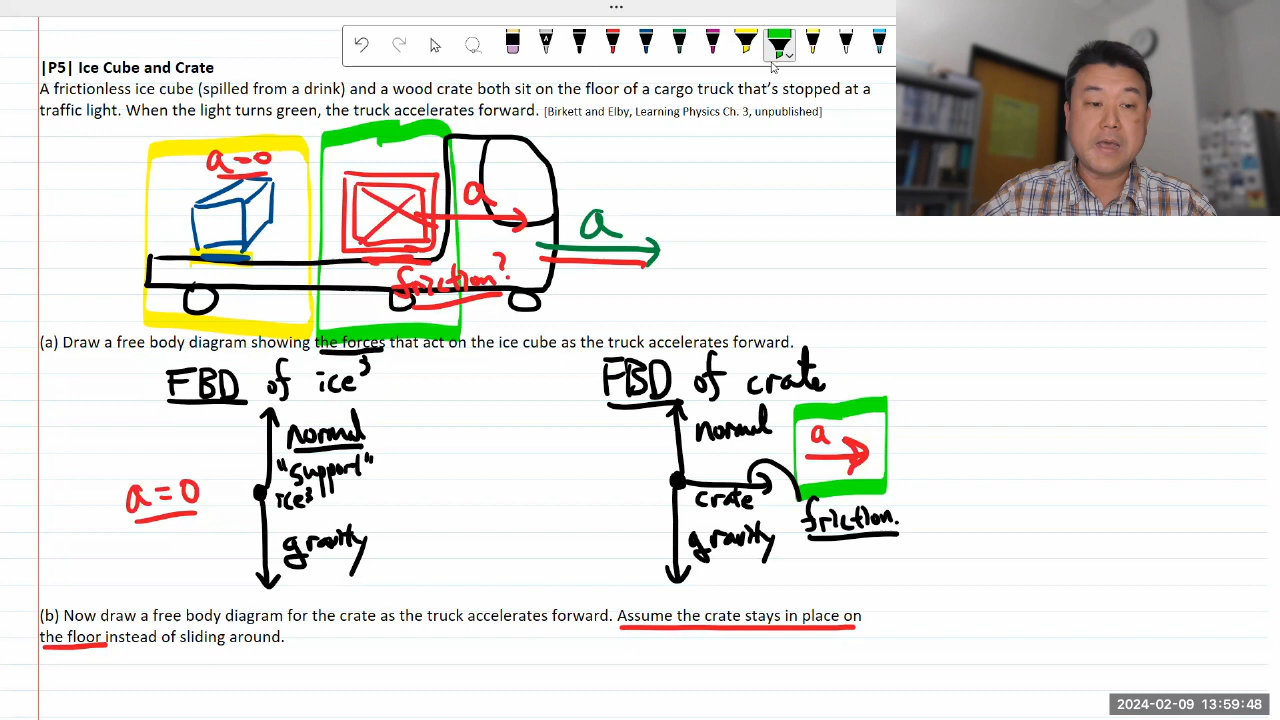 |P5| Ice Cube and Crate
A frictionless ice cube (spilled from a drink) and a wood crate both sit on the floor of a cargo truck that's stopped at a
traffic light. When the light turns green, the truck accelerates forward. [Birkett and Elby, Learning Physics Ch. 3, unpublished]
a=0
a
a
friction?
(a) Draw a free body diagram showing the forces that act on the ice cube as the truck accelerates forward.
FBD of ice³
normal
"support"
a=0
ice³
gravity
FBD of crate
normal
a
crate
friction.
gravity
(b) Now draw a free body diagram for the crate as the truck accelerates forward. Assume the crate stays in place on
the floor instead of sliding around.
2024-02-09 13:59:48